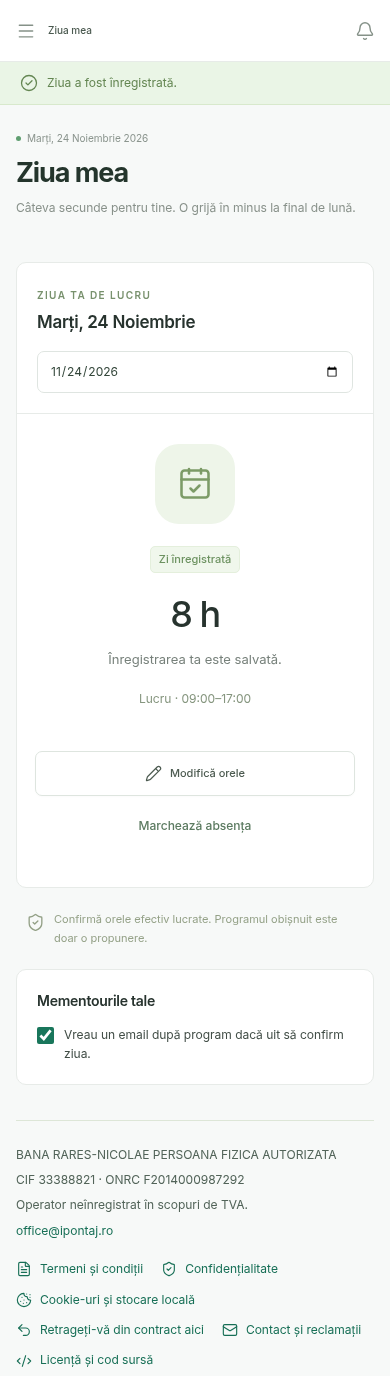 Ziua mea
Ziua a fost înregistrată.
Marți, 24 Noiembrie 2026
Ziua mea
Câteva secunde pentru tine. O grijă în minus la final de lună.
ZIUA TA DE LUCRU
Marți, 24 Noiembrie
11/24/2026
Zi înregistrată
8 h
Înregistrarea ta este salvată.
Lucru · 09:00–17:00
Modifică orele
Marchează absența
Confirmă orele efectiv lucrate. Programul obișnuit este
doar o propunere.
Mementourile tale
Vreau un email după program dacă uit să confirm
ziua.
BANA RARES-NICOLAE PERSOANA FIZICA AUTORIZATA
CIF 33388821 · ONRC F2014000987292
Operator neînregistrat în scopuri de TVA.
office@ipontaj.ro
Termeni și condiții Confidențialitate
Cookie-uri și stocare locală
Retrageți-vă din contract aici Contact și reclamații
Licență și cod sursă